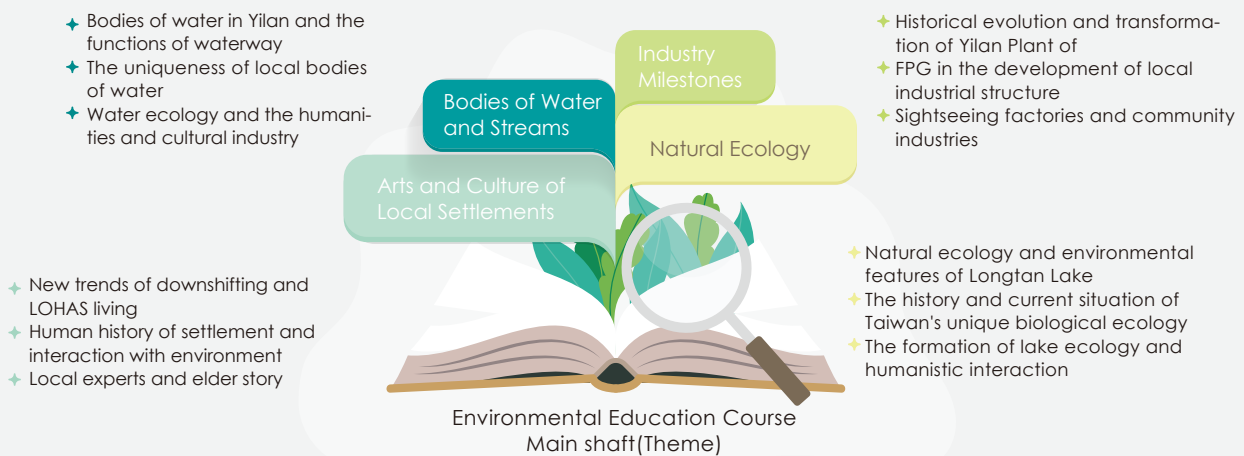 Bodies of water in Yilan and the
functions of waterway
The uniqueness of local bodies
of water
Water ecology and the humani-
ties and cultural industry
Industry
Milestones
Bodies of Water
and Streams
Natural Ecology
Arts and Culture of
Local Settlements
Historical evolution and transforma-
tion of Yilan Plant of
FPG in the development of local
industrial structure
Sightseeing factories and community
industries
New trends of downshifting and
LOHAS living
Human history of settlement and
interaction with environment
Local experts and elder story
Natural ecology and environmental
features of Longtan Lake
The history and current situation of
Taiwan's unique biological ecology
The formation of lake ecology and
humanistic interaction
Environmental Education Course
Main shaft(Theme)